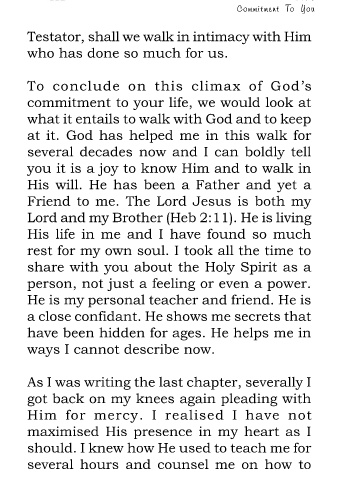 Commitment To You
Testator, shall we walk in intimacy with Him
who has done so much for us.
To conclude on this climax of God's
commitment to your life, we would look at
what it entails to walk with God and to keep
at it. God has helped me in this walk for
several decades now and I can boldly tell
you it is a joy to know Him and to walk in
His will. He has been a Father and yet a
Friend to me. The Lord Jesus is both my
Lord and my Brother (Heb 2:11). He is living
His life in me and I have found so much
rest for my own soul. I took all the time to
share with you about the Holy Spirit as a
person, not just a feeling or even a power.
He is my personal teacher and friend. He is
a close confidant. He shows me secrets that
have been hidden for ages. He helps me in
ways I cannot describe now.
As I was writing the last chapter, severally I
got back on my knees again pleading with
Him for mercy. I realised I have not
maximised His presence in my heart as I
should. I knew how He used to teach me for
several hours and counsel me on how to